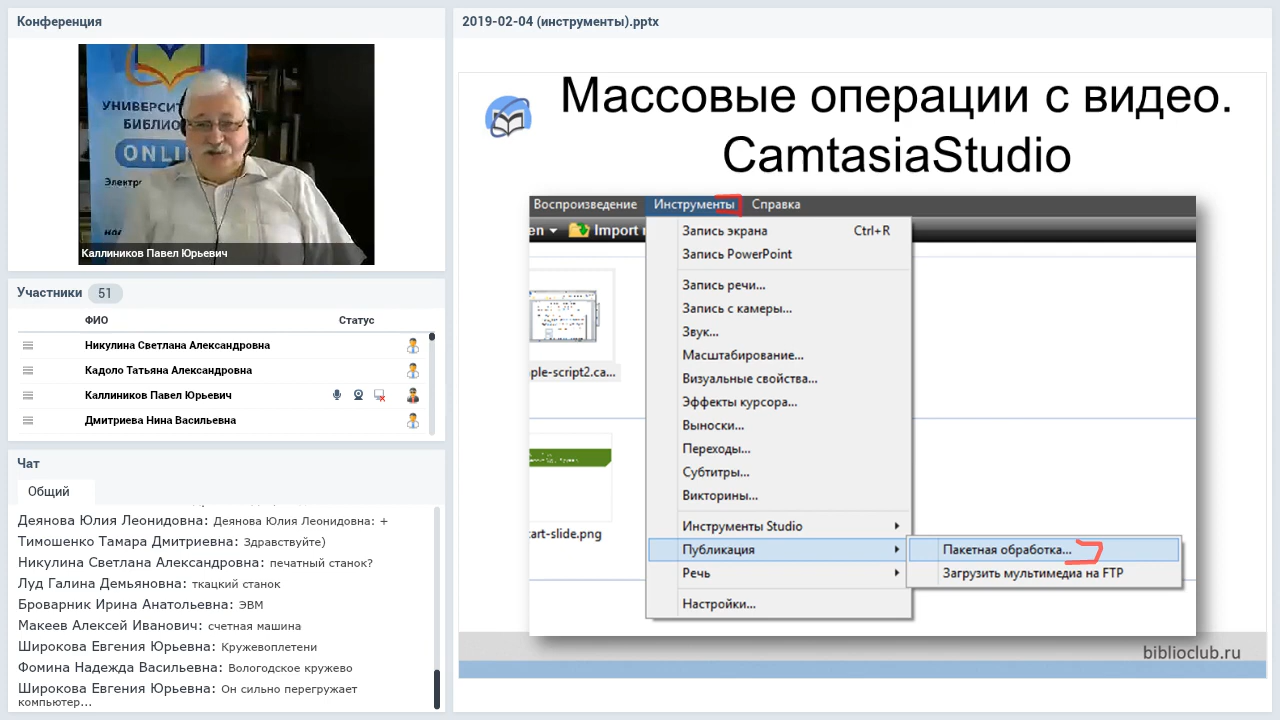 Конференция
УНИВЕРСИТ
БИБЛИО
ONLI
Электро
Каллиников Павел Юрьевич
Участники 51
ФИО Статус
Никулина Светлана Александровна
Кадоло Татьяна Александровна
Каллиников Павел Юрьевич
Дмитриева Нина Васильевна
Чат
Общий
Деянова Юлия Леонидовна: Деянова Юлия Леонидовна: +
Тимошенко Тамара Дмитриевна: Здравствуйте)
Никулина Светлана Александровна: печатный станок?
Луд Галина Демьяновна: ткацкий станок
Броварник Ирина Анатольевна: ЭВМ
Макеев Алексей Иванович: счетная машина
Широкова Евгения Юрьевна: Кружевоплетени
Фомина Надежда Васильевна: Вологодское кружево
Широкова Евгения Юрьевна: Он сильно перегружает
компьютер...
2019-02-04 (инструменты).pptx
Массовые операции с видео.
CamtasiaStudio
Воспроизведение Инструменты Справка
en Import
Запись экрана Ctrl+R
Запись PowerPoint
Запись речи...
Запись с камеры...
Звук...
Масштабирование...
Визуальные свойства...
Эффекты курсора...
Выноски...
Переходы...
Субтитры...
Викторины...
Инструменты Studio
Публикация
Речь
Настройки...
Пакетная обработка...
Загрузить мультимедиа на FTP
ple-script2.ca...
art-slide.png
biblioclub.ru